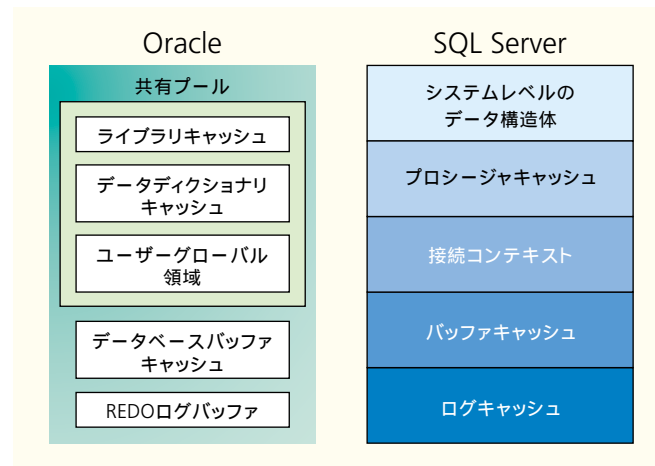 Oracle
共有プール
ライブラリキャッシュ
データディクショナリ
キャッシュ
ユーザーグローバル
領域
データベースバッファ
キャッシュ
REDOログバッファ
SQL Server
システムレベルの
データ構造体
プロシージャキャッシュ
接続コンテキスト
バッファキャッシュ
ログキャッシュ